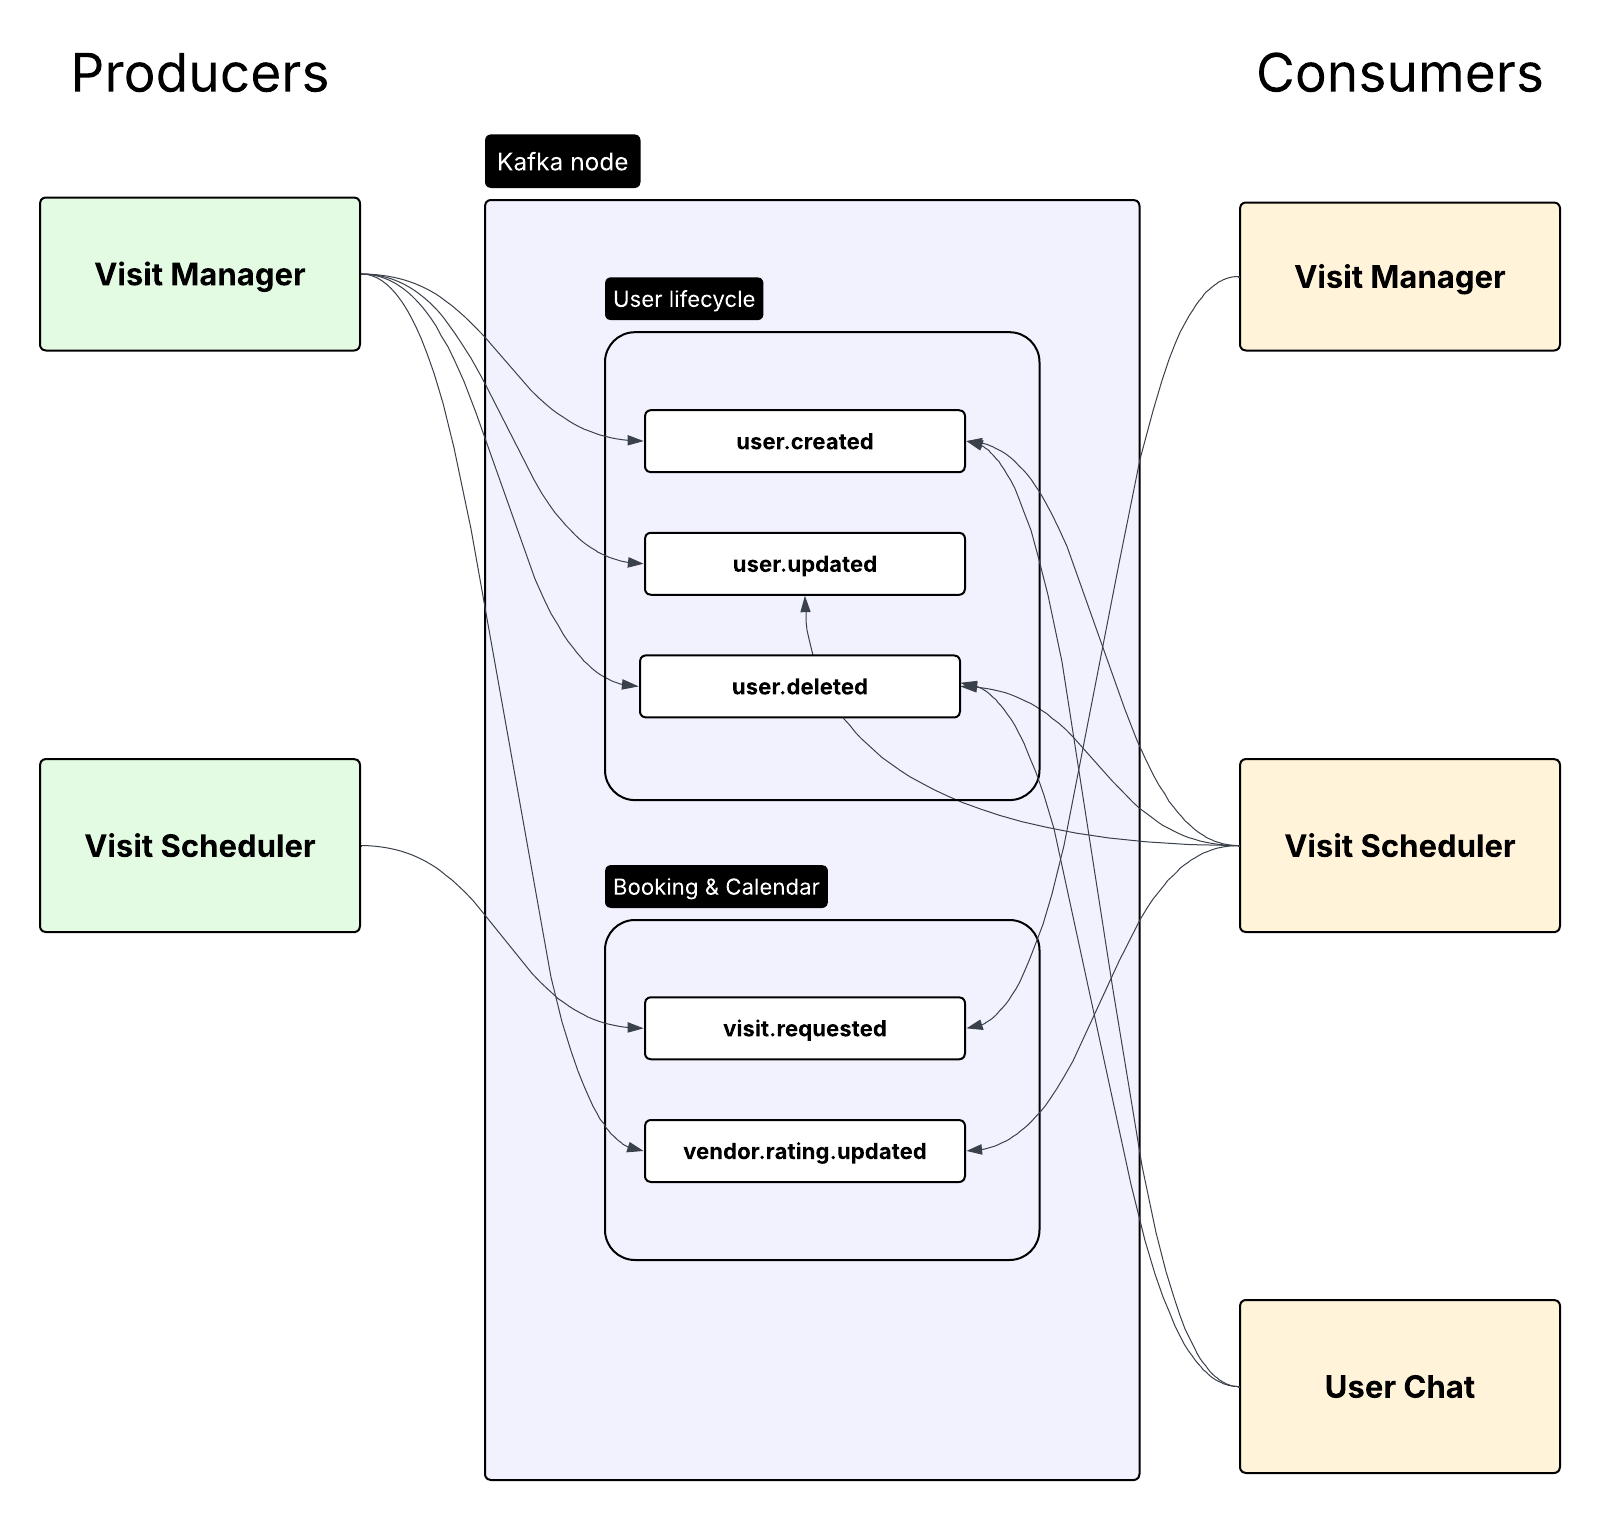 Producers
Consumers
Kafka node
Visit Manager
Visit Manager
User lifecycle
user.created
user.updated
user.deleted
Visit Scheduler
Visit Scheduler
Booking & Calendar
visit.requested
vendor.rating.updated
User Chat